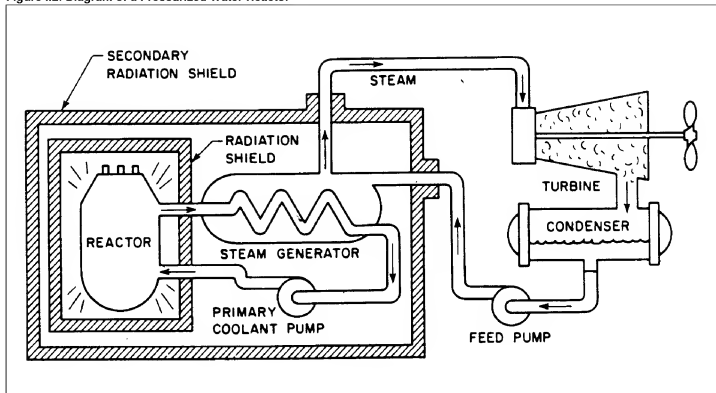 Figure I.2. Diagram of a Pressurized Water Reactor
SECONDARY
RADIATION SHIELD
STEAM
RADIATION
SHIELD
TURBINE
CONDENSER
REACTOR
STEAM GENERATOR
PRIMARY
COOLANT PUMP
FEED PUMP